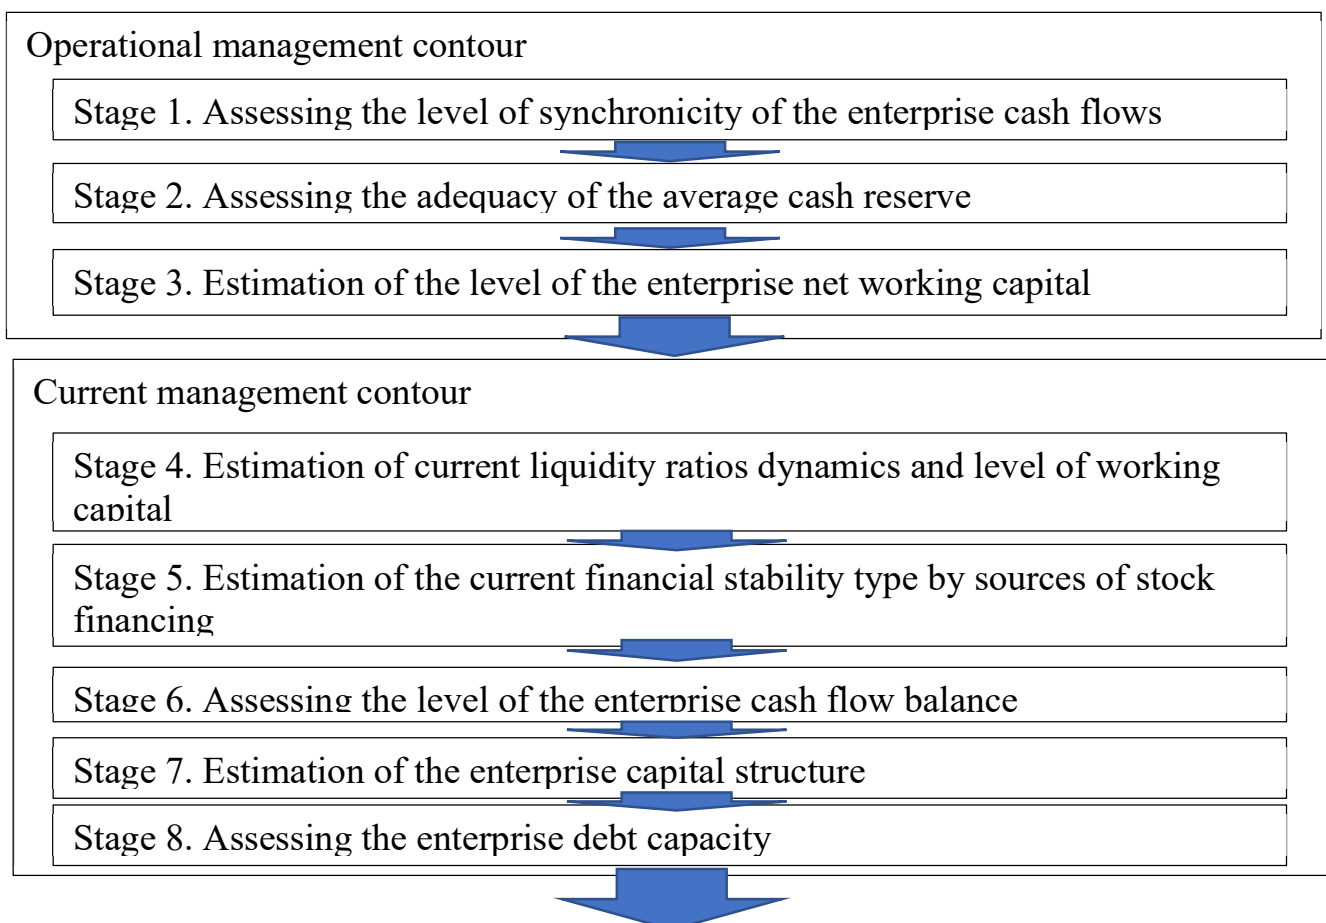 Operational management contour
Stage 1. Assessing the level of synchronicity of the enterprise cash flows
Stage 2. Assessing the adequacy of the average cash reserve
Stage 3. Estimation of the level of the enterprise net working capital
Current management contour
Stage 4. Estimation of current liquidity ratios dynamics and level of working
capital
Stage 5. Estimation of the current financial stability type by sources of stock
financing
Stage 6. Assessing the level of the enterprise cash flow balance
Stage 7. Estimation of the enterprise capital structure
Stage 8. Assessing the enterprise debt capacity